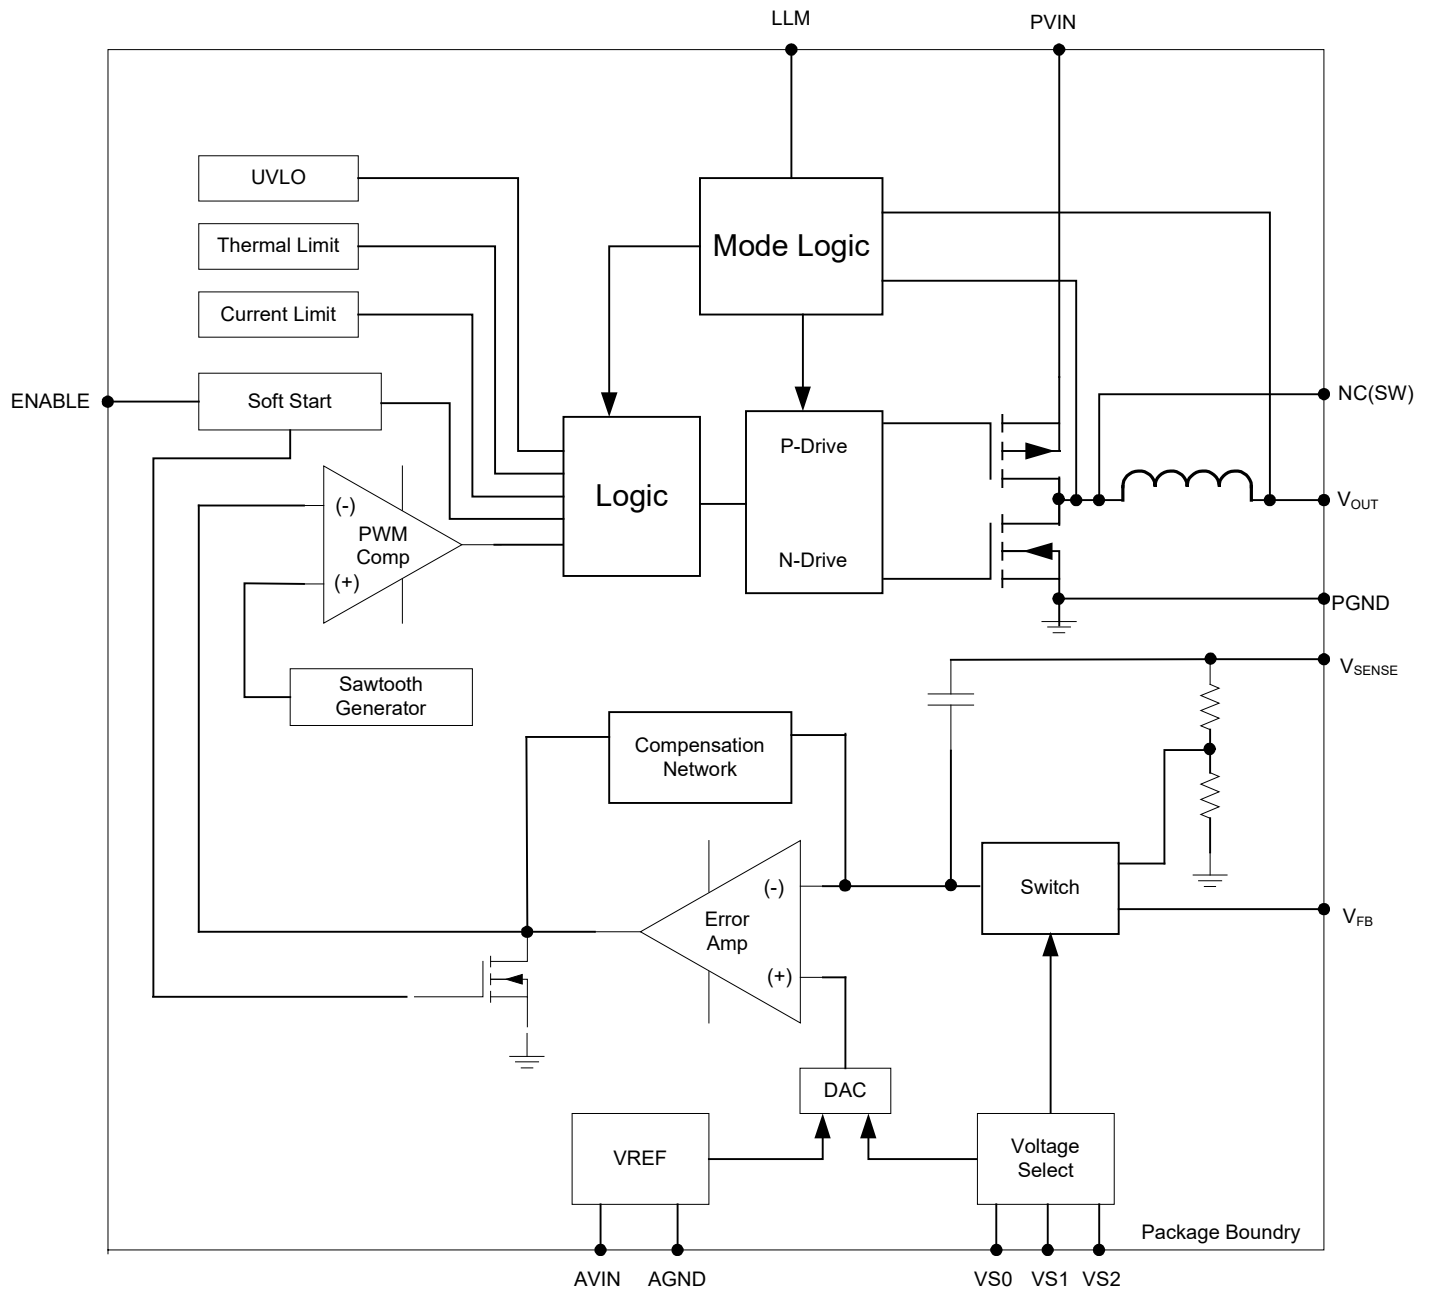 LLM
PVIN
UVLO
Thermal Limit
Mode Logic
Current Limit
ENABLE
Soft Start
NC(SW)
P-Drive
Logic
(-)
PWM
Comp
(+)
N-Drive
VOUT
PGND
VSENSE
Sawtooth
Generator
Compensation
Network
(-)
Error
Amp
(+)
Switch
VFB
DAC
VREF
Voltage
Select
Package Boundry
AVIN
AGND
VS0
VS1
VS2